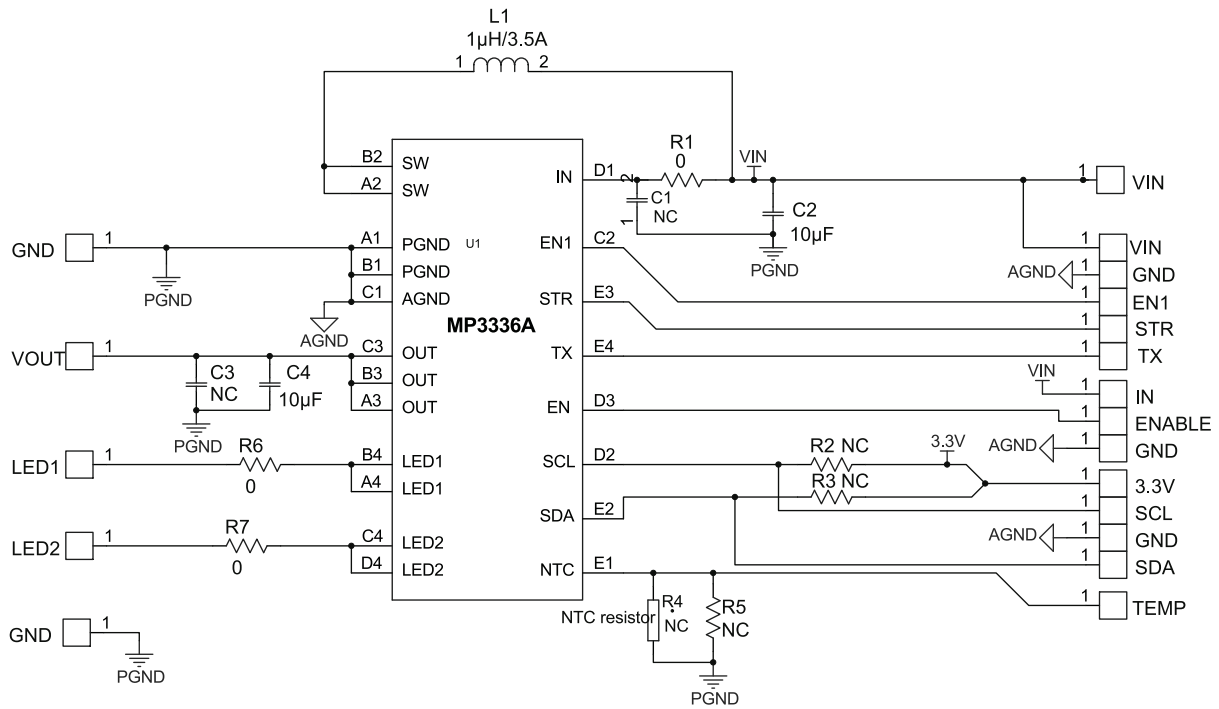 L1
1µH/3.5A
1 2
B2 SW
A2 SW
GND 1
A1 PGND
B1 PGND
C1 AGND
PGND
AGND
U1
MP3336A
VOUT 1
C3 OUT
B3 OUT
A3 OUT
C3
NC
C4
10µF
PGND
LED1 1
R6
0
B4 LED1
A4 LED1
LED2 1
R7
0
C4 LED2
D4 LED2
GND 1
PGND
IN D1
2
C1
NC
1
R1
0
VIN
C2
10µF
PGND
1 VIN
EN1 C2
STR E3
TX E4
EN D3
SCL D2
SDA E2
NTC E1
1 VIN
AGND 1 GND
1 EN1
1 STR
1 TX
VIN
1 IN
1 ENABLE
AGND 1 GND
R2 NC
3.3V
R3 NC
1 3.3V
1 SCL
AGND 1 GND
1 SDA
1 TEMP
NTC resistor
R4
NC
R5
NC
PGND